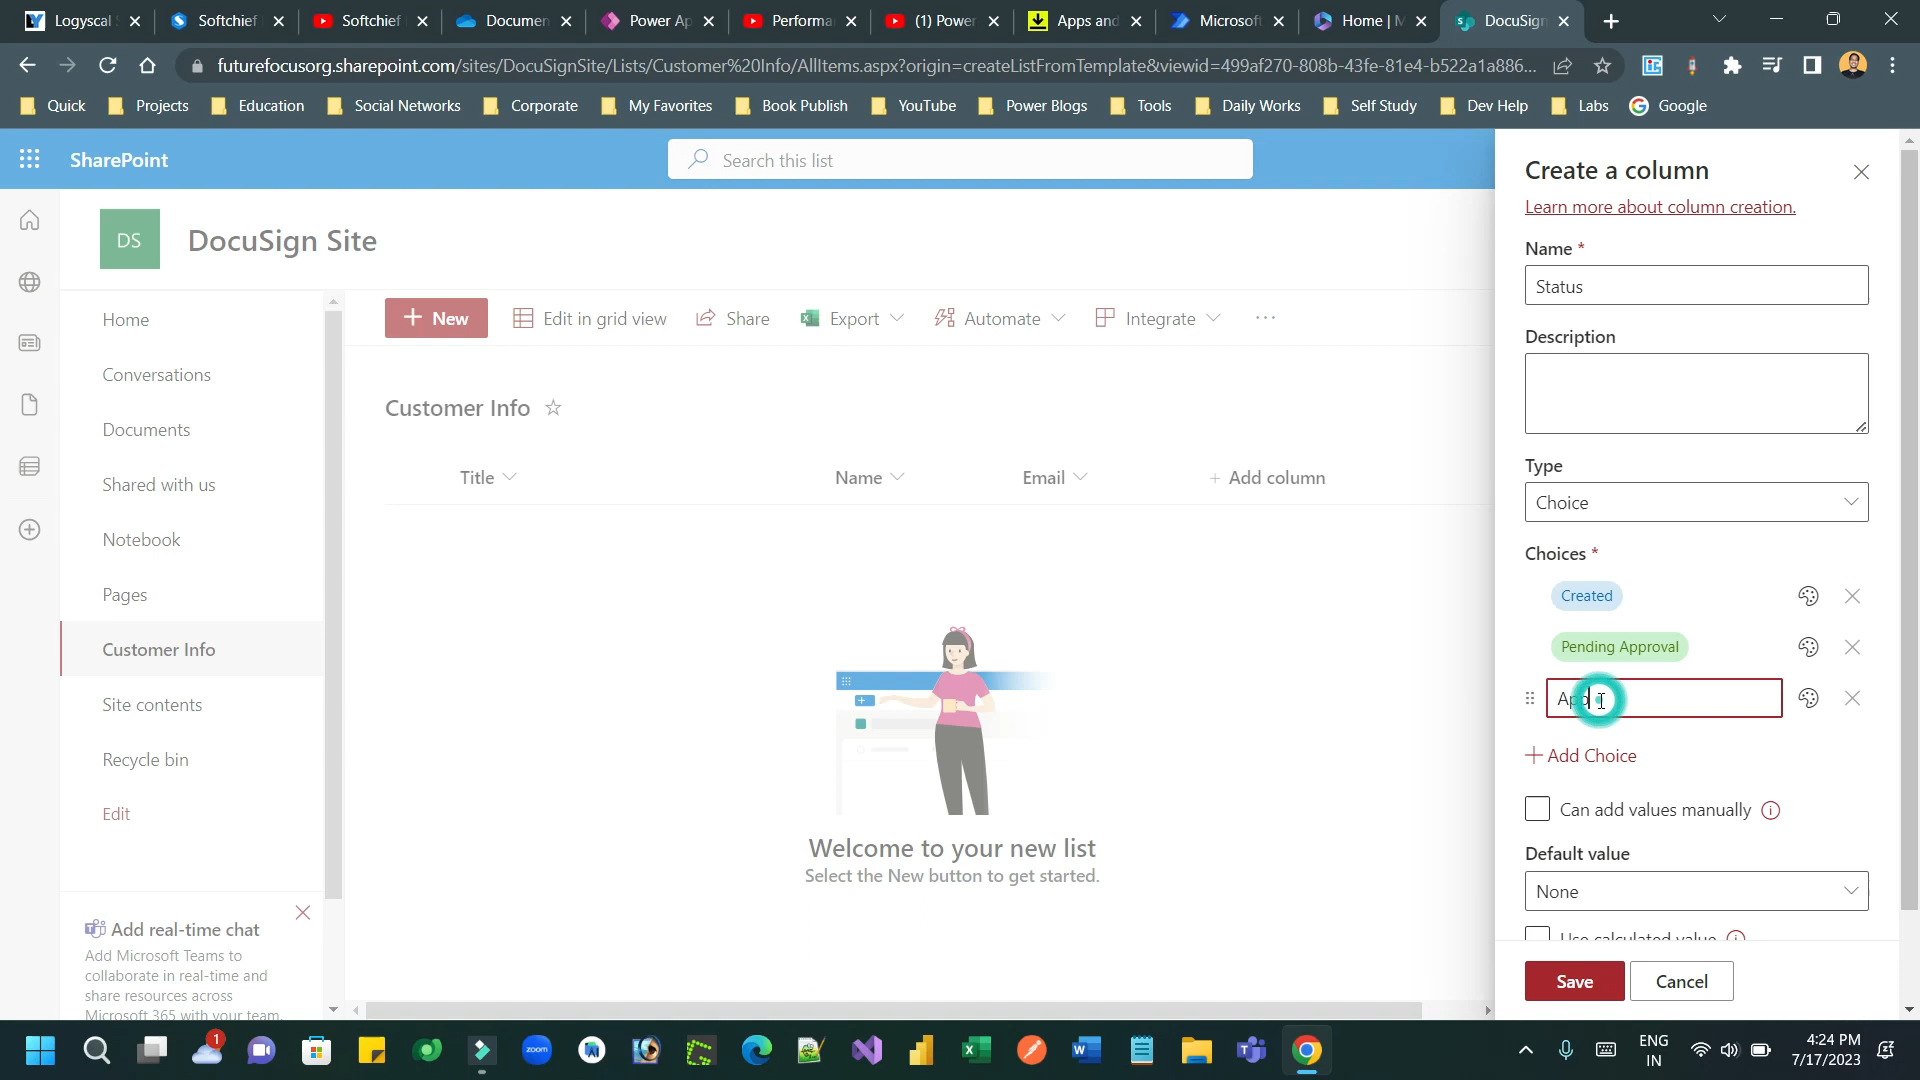 Logyscal
Softchief
Softchief
Documen
Power Ap
Performa
(1) Power
Apps and
Microsoft
Home | M
DocuSign
futurefocusorg.sharepoint.com/sites/DocuSignSite/Lists/Customer%20Info/AllItems.aspx?origin=createListFromTemplate&viewid=499af270-808b-43fe-81e4-b522a1a886...
Quick
Projects
Education
Social Networks
Corporate
My Favorites
Book Publish
YouTube
Power Blogs
Tools
Daily Works
Self Study
Dev Help
Labs
Google
SharePoint
Search this list
DS
DocuSign Site
Home
Conversations
Documents
Shared with us
Notebook
Pages
Customer Info
Site contents
Recycle bin
Edit
Add real-time chat
Add Microsoft Teams to
collaborate in real-time and
share resources across
Microsoft 365 with your team.
New
Edit in grid view
Share
Export
Automate
Integrate
Customer Info
Title
Name
Email
Add column
Welcome to your new list
Select the New button to get started.
Create a column
Learn more about column creation.
Name *
Status
Description
Type
Choice
Choices *
Created
Pending Approval
App
Add Choice
Can add values manually
Default value
None
Use calculated value
Save
Cancel
1
zoom
ENG
IN
4:24 PM
7/17/2023